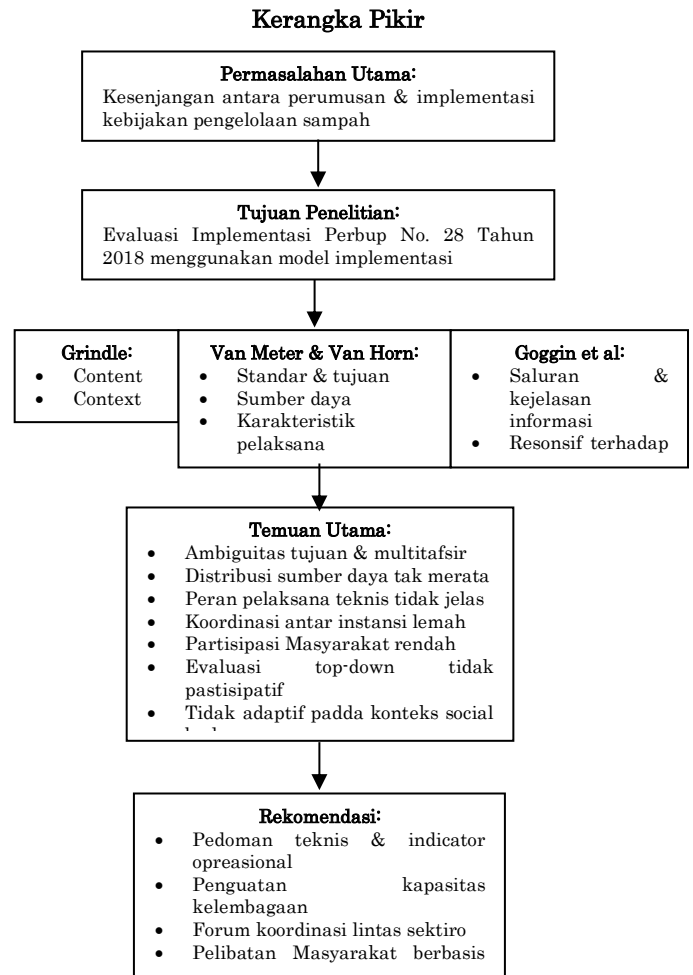 Kerangka Pikir
Permasalahan Utama:
Kesenjangan antara perumusan & implementasi
kebijakan pengelolaan sampah
Tujuan Penelitian:
Evaluasi Implementasi Perbup No. 28 Tahun
2018 menggunakan model implementasi
Grindle:
• Content
• Context
Van Meter & Van Horn:
• Standar & tujuan
• Sumber daya
• Karakteristik
pelaksana
Goggin et al:
• Saluran &
kejelasan
informasi
• Resonsif terhadap
Temuan Utama:
• Ambiguitas tujuan & multitafsir
• Distribusi sumber daya tak merata
• Peran pelaksana teknis tidak jelas
• Koordinasi antar instansi lemah
• Partisipasi Masyarakat rendah
• Evaluasi top-down tidak
pastisipatif
• Tidak adaptif padda konteks social
Rekomendasi:
• Pedoman teknis & indicator
opreasional
• Penguatan kapasitas
kelembagaan
• Forum koordinasi lintas sektiro
• Pelibatan Masyarakat berbasis